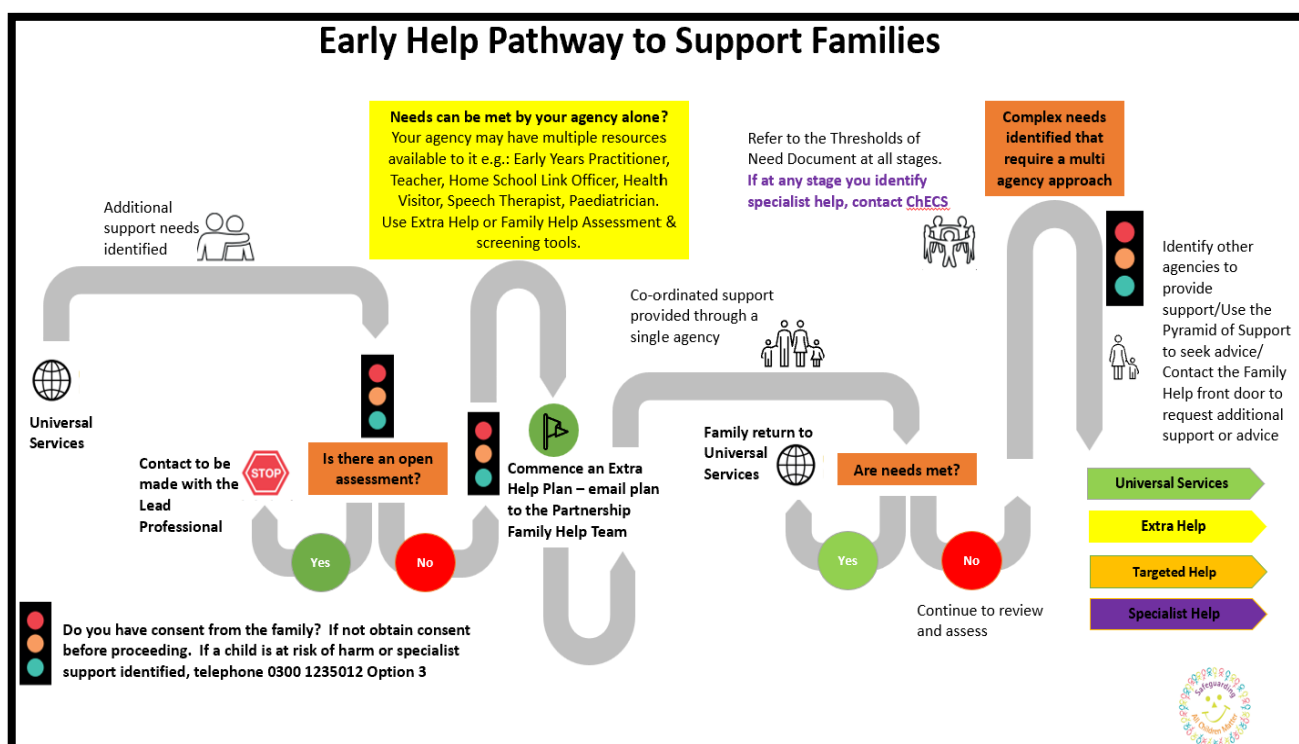 Early Help Pathway to Support Families
Needs can be met by your agency alone?
Your agency may have multiple resources
available to it e.g.: Early Years Practitioner,
Teacher, Home School Link Officer, Health
Visitor, Speech Therapist, Paediatrician.
Use Extra Help or Family Help Assessment &
screening tools.
Refer to the Thresholds of
Need Document at all stages.
If at any stage you identify
specialist help, contact ChECS
Complex needs
identified that
require a multi
agency approach
Additional
support needs
identified
Identify other
agencies to
provide
support/Use the
Pyramid of Support
to seek advice/
Contact the Family
Help front door to
request additional
support or advice
Co-ordinated support
provided through a
single agency
Universal
Services
Contact to be
made with the
Lead
Professional
STOP
Is there an open
assessment?
Yes
No
Commence an Extra
Help Plan – email plan
to the Partnership
Family Help Team
Family return to
Universal
Services
Are needs met?
Yes
No
Continue to review
and assess
Universal Services
Extra Help
Targeted Help
Specialist Help
Do you have consent from the family?  If not obtain consent
before proceeding.  If a child is at risk of harm or specialist
support identified, telephone 0300 1235012 Option 3
Safeguarding
All Children Matter